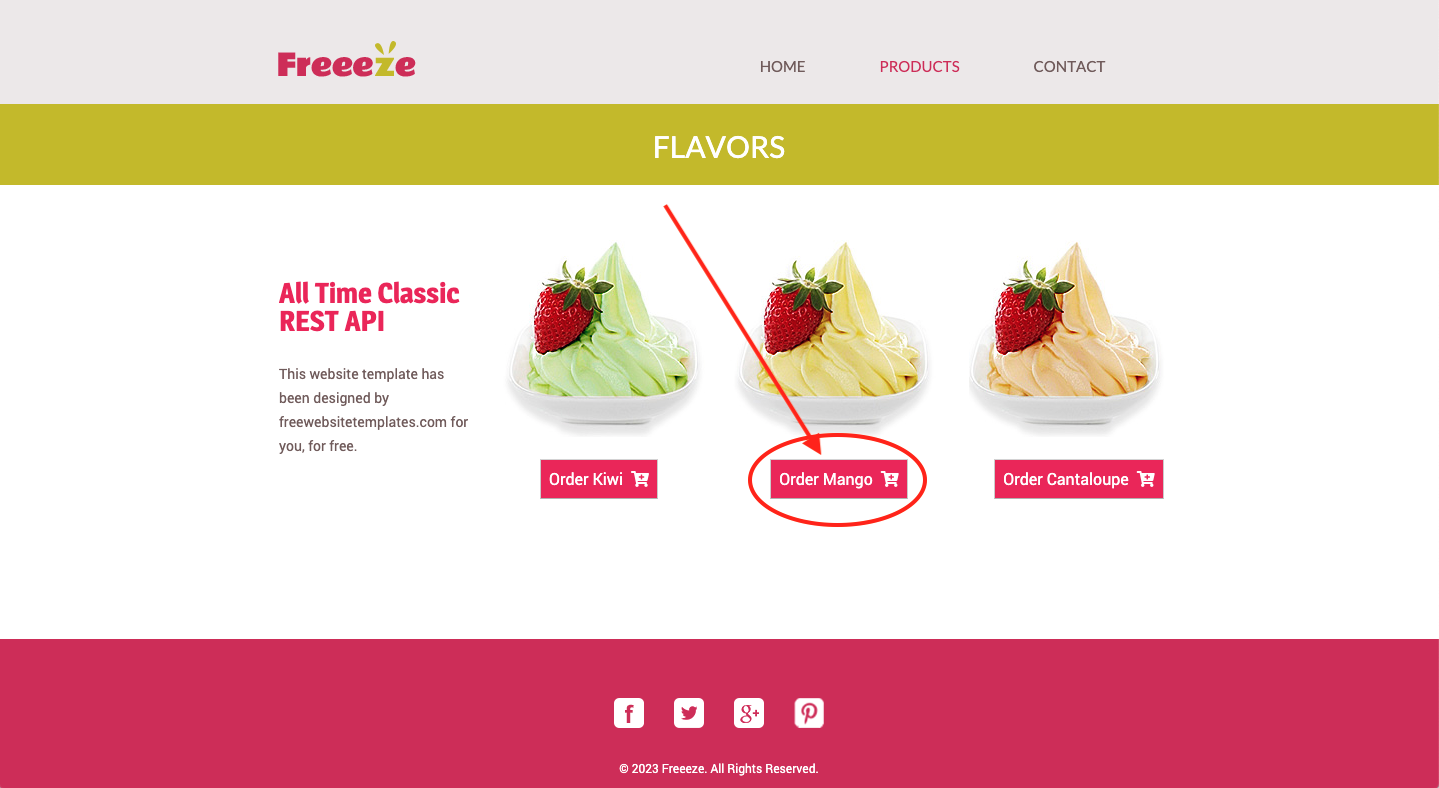 Freeeze
HOME PRODUCTS CONTACT
FLAVORS
All Time Classic
REST API
This website template has
been designed by
freewebsitetemplates.com for
you, for free.
Order Kiwi
Order Mango
Order Cantaloupe
f
g+
© 2023 Freeeze. All Rights Reserved.